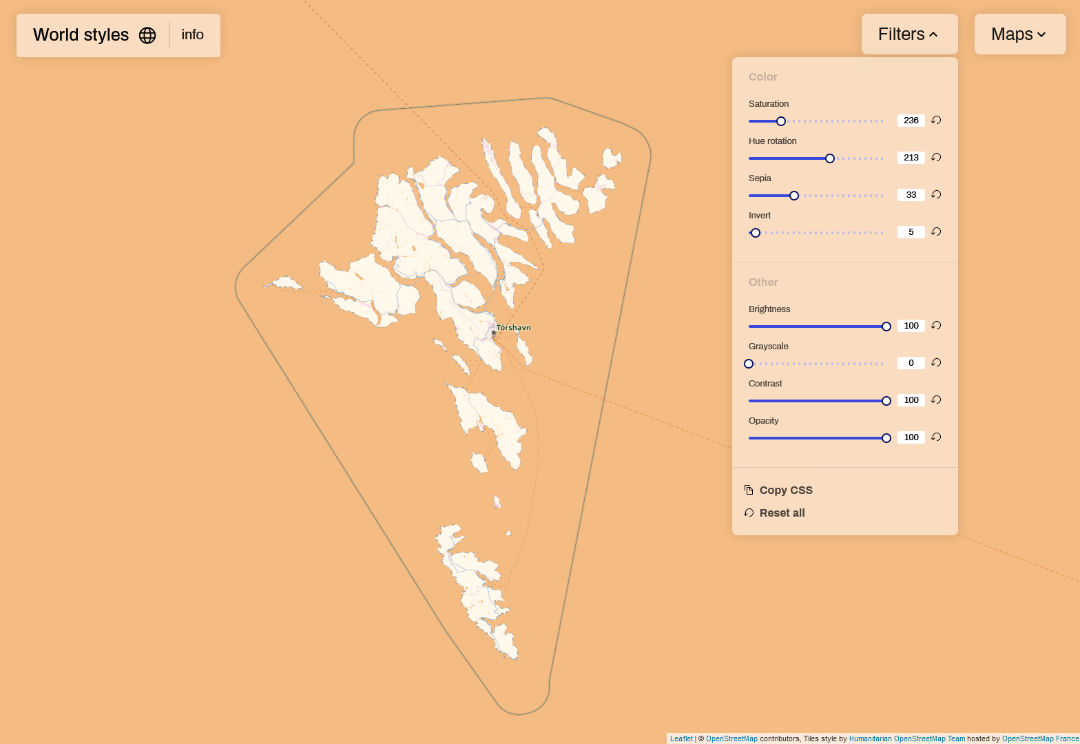 World styles info
Filters
Maps
Color
Saturation
236
Hue rotation
213
Sepia
33
Invert
5
Other
Brightness
100
Grayscale
0
Contrast
100
Opacity
100
Copy CSS
Reset all
Tórshavn
Leaflet | © OpenStreetMap contributors, Tiles style by Humanitarian OpenStreetMap Team hosted by OpenStreetMap France